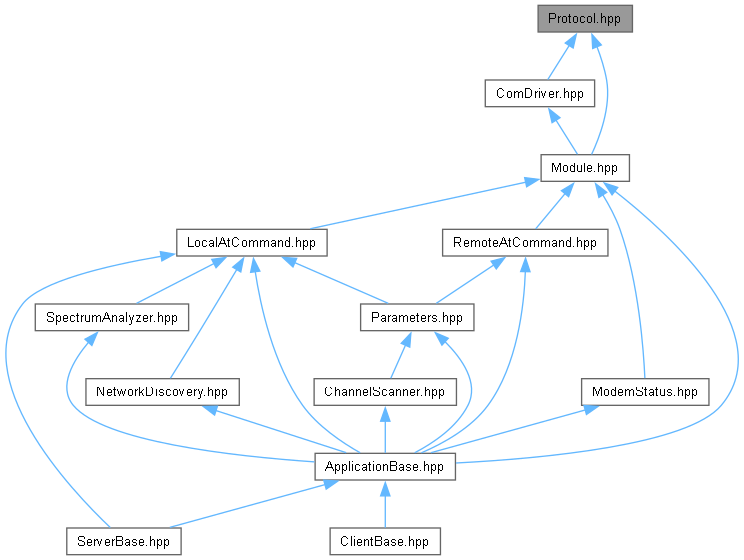 Protocol.hpp
ComDriver.hpp
Module.hpp
LocalAtCommand.hpp
RemoteAtCommand.hpp
SpectrumAnalyzer.hpp
Parameters.hpp
NetworkDiscovery.hpp
ChannelScanner.hpp
ModemStatus.hpp
ApplicationBase.hpp
ServerBase.hpp
ClientBase.hpp